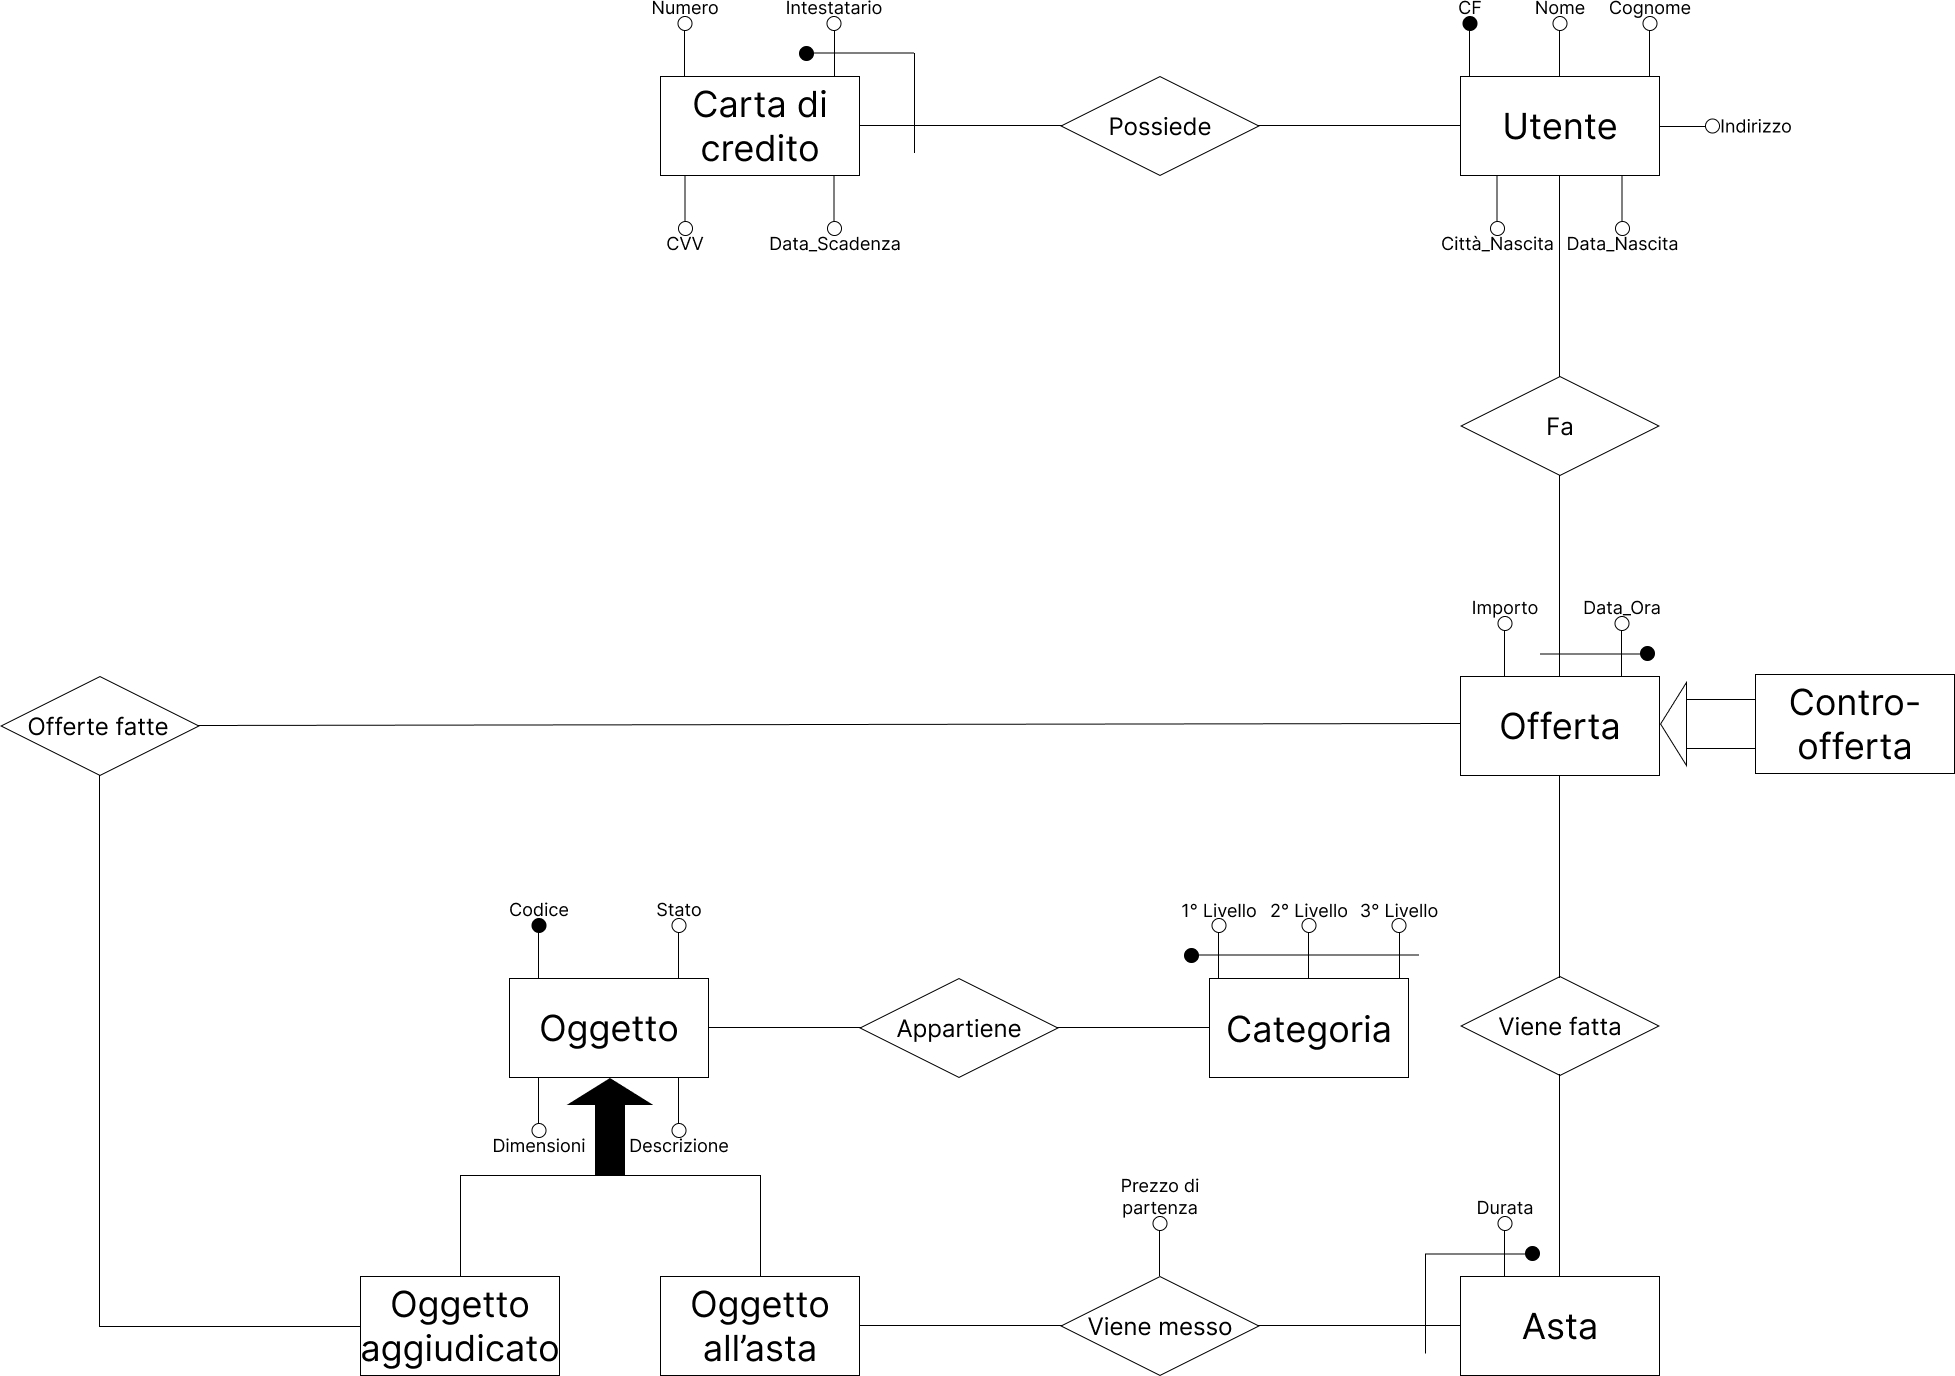 Numero
Intestatario
CF
Nome
Cognome
Carta di
credito
Possiede
Utente
Indirizzo
CVV
Data_Scadenza
Città_Nascita
Data_Nascita
Fa
Importo
Data_Ora
Offerte fatte
Offerta
Contro-
offerta
Codice
Stato
1° Livello
2° Livello
3° Livello
Oggetto
Appartiene
Categoria
Viene fatta
Dimensioni
Descrizione
Prezzo di
partenza
Durata
Oggetto
aggiudicato
Oggetto
all’asta
Viene messo
Asta